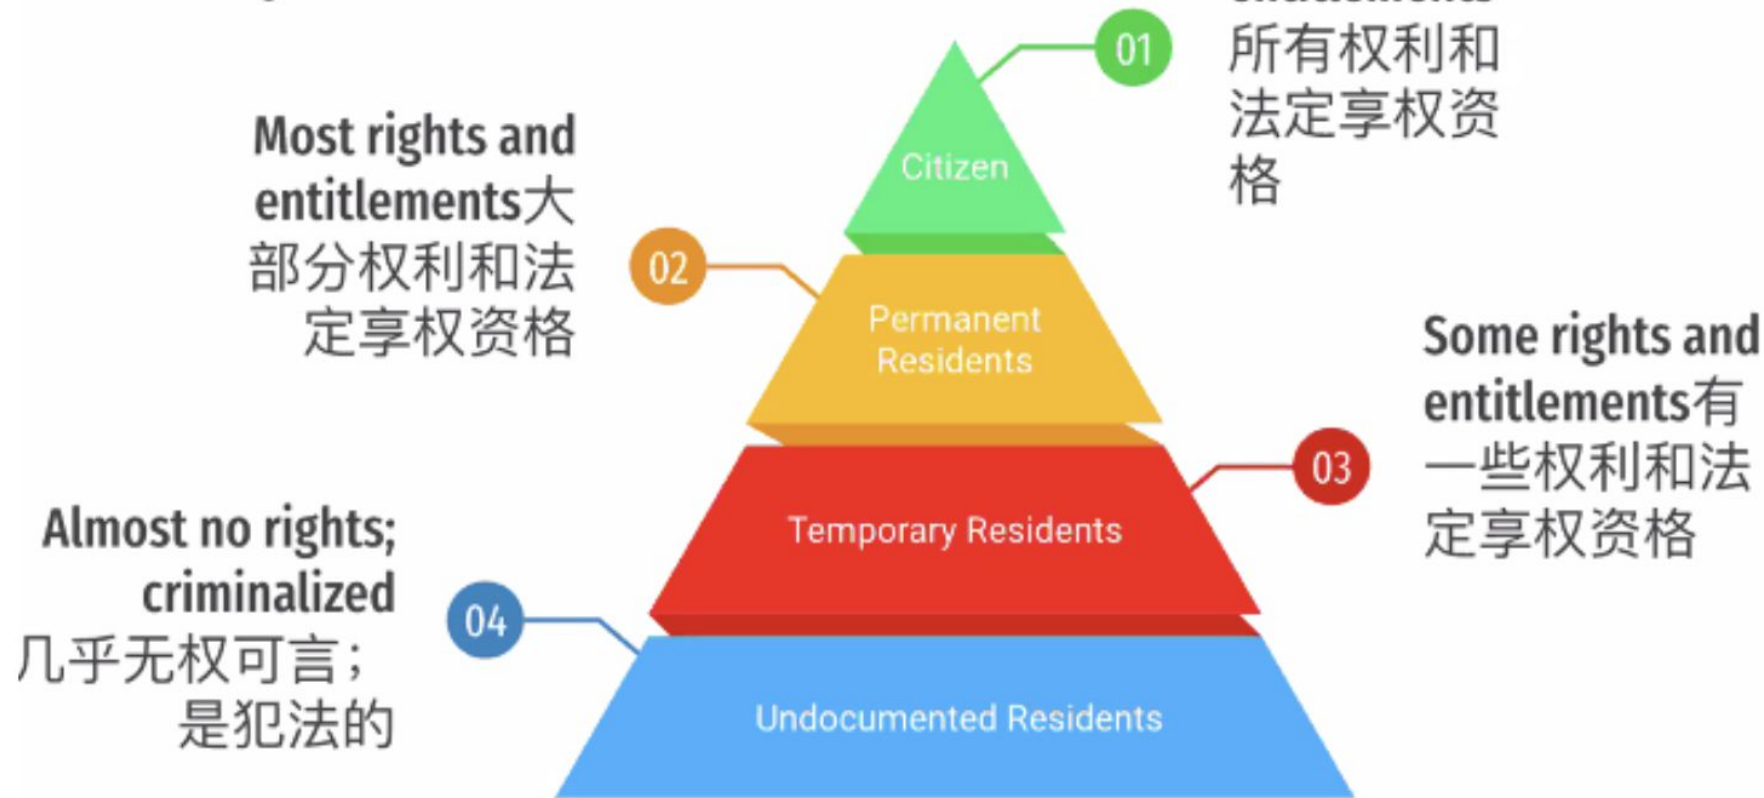 01
所有权利和
法定享权资
格
Citizen
Most rights and
entitlements大
部分权利和法
定享权资格
02
Permanent
Residents
Some rights and
entitlements有
一些权利和法
定享权资格
03
Temporary Residents
Almost no rights;
criminalized
几乎无权可言；
是犯法的
04
Undocumented Residents